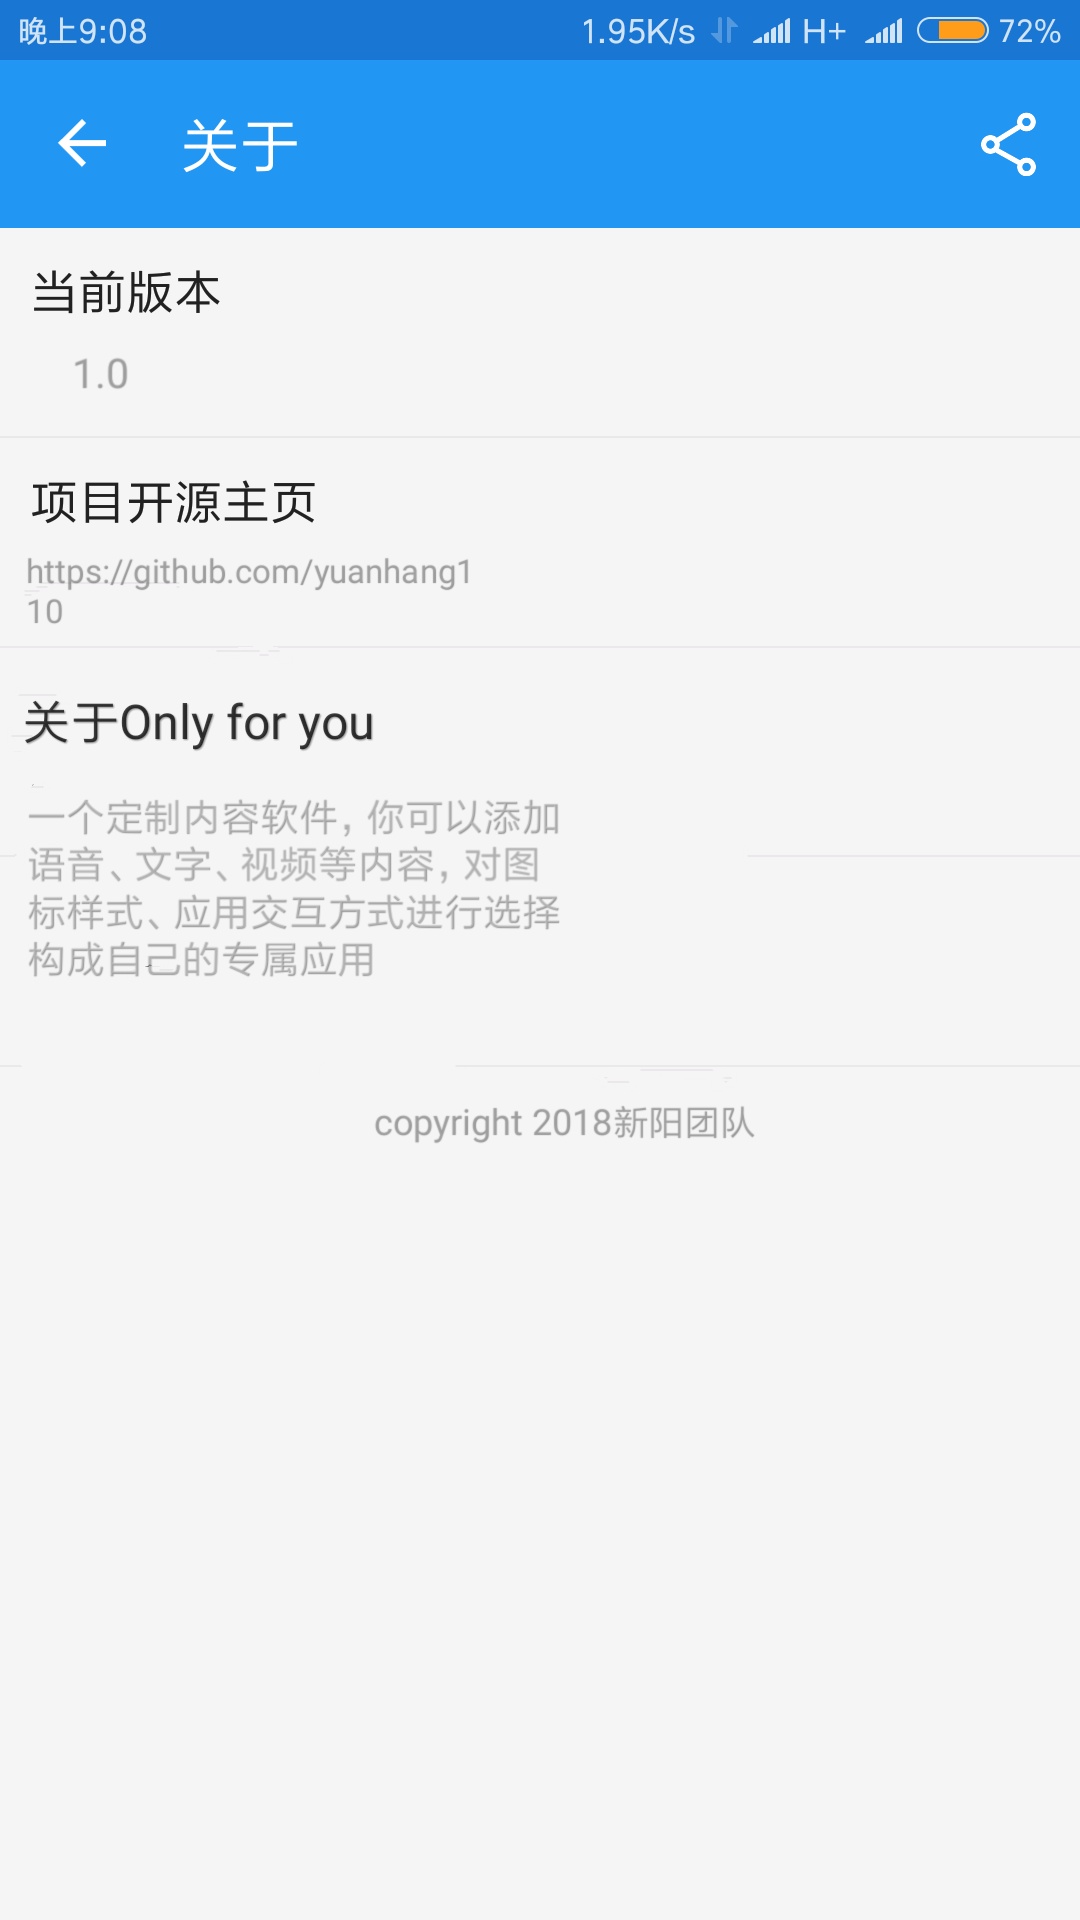 晚上9:08 1.95K/s H+ 72%
关于
当前版本
1.0
项目开源主页
https://github.com/yuanhang1
10
关于Only for you
一个定制内容软件，你可以添加
语音、文字、视频等内容，对图
标样式、应用交互方式进行选择
构成自己的专属应用
copyright 2018新阳团队